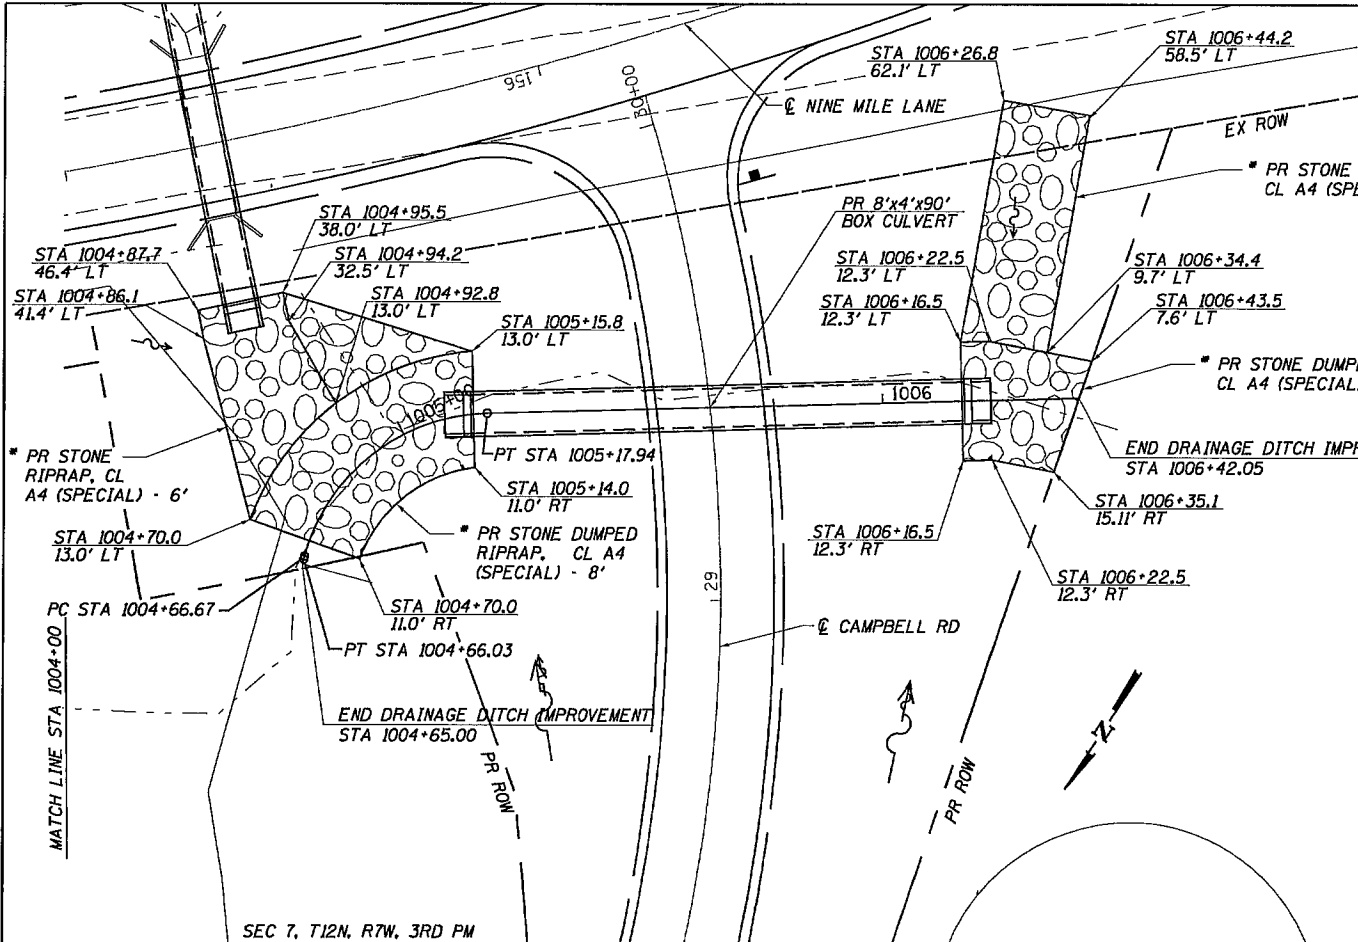 STA 1006+26.8
62.1' LT
STA 1006+44.2
58.5' LT
156
130+00
℄ NINE MILE LANE
EX ROW
* PR STONE
CL A4 (SPE
PR 8'x4'x90'
BOX CULVERT
STA 1004+95.5
38.0' LT
STA 1004+87.7
46.4' LT
STA 1004+94.2
32.5' LT
STA 1004+86.1
41.4' LT
STA 1004+92.8
13.0' LT
STA 1005+15.8
13.0' LT
STA 1006+22.5
12.3' LT
STA 1006+16.5
12.3' LT
STA 1006+34.4
9.7' LT
STA 1006+43.5
7.6' LT
* PR STONE DUMP
CL A4 (SPECIAL
1005+00
1006
PT STA 1005+17.94
END DRAINAGE DITCH IMPR
STA 1006+42.05
* PR STONE
RIPRAP, CL
A4 (SPECIAL) - 6'
STA 1005+14.0
11.0' RT
STA 1006+35.1
15.11' RT
STA 1004+70.0
13.0' LT
* PR STONE DUMPED
RIPRAP, CL A4
(SPECIAL) - 8'
STA 1006+16.5
12.3' RT
STA 1006+22.5
12.3' RT
PC STA 1004+66.67
STA 1004+70.0
11.0' RT
129
℄ CAMPBELL RD
PT STA 1004+66.03
MATCH LINE STA 1004+00
END DRAINAGE DITCH IMPROVEMENT
STA 1004+65.00
PR ROW
PR ROW
N
SEC 7, T12N, R7W, 3RD PM